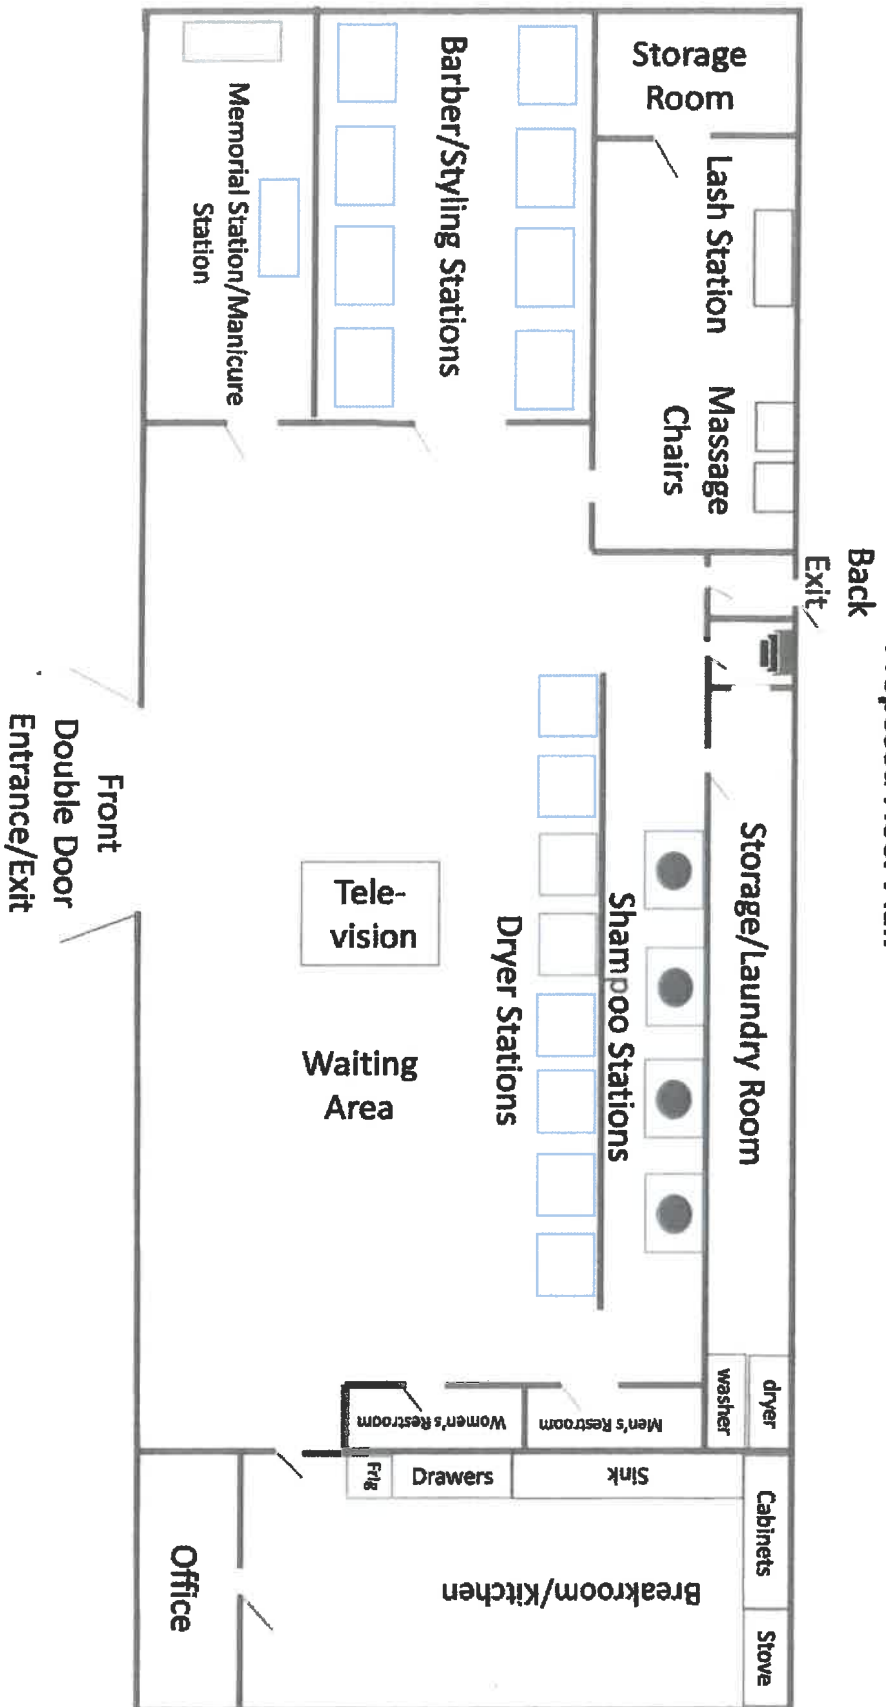 Storage
Room
Barber/Styling Stations
Memorial Station/Manicure
Station
Lash Station
Massage
Chairs
Back
Exit
Front
Double Door
Entrance/Exit
Tele-
vision
Waiting
Area
Dryer Stations
Shampoo Stations
Storage/Laundry Room
washer
dryer
Women's Restroom
Men's Restroom
Frig
Drawers
Sink
Cabinets
Stove
Breakroom/Kitchen
Office